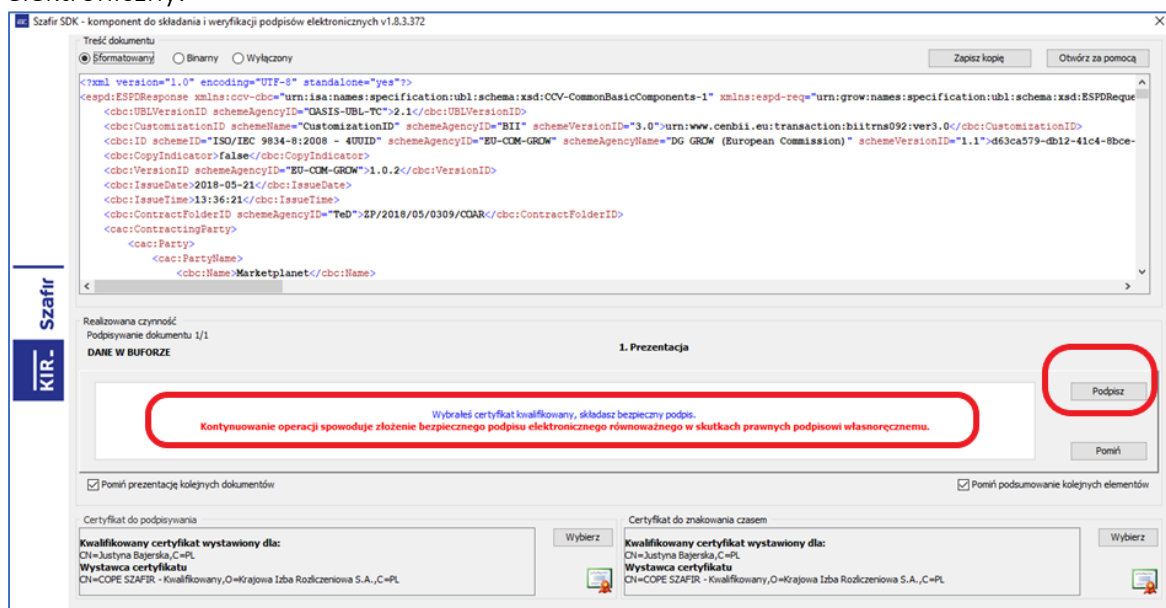 Szafir SDK - komponent do składania i weryfikacji podpisów elektronicznych v1.8.3.372
Treść dokumentu
Sformatowany Binarny Wyłączony
Zapisz kopię Otwórz za pomocą
<?xml version="1.0" encoding="UTF-8" standalone="yes"?>
<espd:ESPDResponse xmlns:ccv-cbc="urn:isa:names:specification:ubl:schema:xsd:CCV-CommonBasicComponents-1" xmlns:espd-req="urn:grow:names:specification:ubl:schema:xsd:ESPDReque
<cbc:UBLVersionID schemeAgencyID="OASIS-UBL-TC">2.1</cbc:UBLVersionID>
<cbc:CustomizationID schemeName="CustomizationID" schemeAgencyID="BII" schemeVersionID="3.0">urn:www.cenbii.eu:transaction:biitrns092:ver3.0</cbc:CustomizationID>
<cbc:ID schemeID="ISO/IEC 9834-8:2008 - 4UUID" schemeAgencyID="EU-COM-GROW" schemeAgencyName="DG GROW (European Commission)" schemeVersionID="1.1">d63ca579-db12-41c4-8bce-
<cbc:CopyIndicator>false</cbc:CopyIndicator>
<cbc:VersionID schemeAgencyID="EU-COM-GROW">1.0.2</cbc:VersionID>
<cbc:IssueDate>2018-05-21</cbc:IssueDate>
<cbc:IssueTime>13:36:21</cbc:IssueTime>
<cbc:ContractFolderID schemeAgencyID="TeD">ZP/2018/05/0309/COAR</cbc:ContractFolderID>
<cac:ContractingParty>
<cac:Party>
<cac:PartyName>
<cbc:Name>Marketplanet</cbc:Name>
KIR. Szafir
Realizowana czynność
Podpisywanie dokumentu 1/1
DANE W BUFORZE
1. Prezentacja
Podpisz
Wybrałeś certyfikat kwalifikowany, składasz bezpieczny podpis.
Kontynuowanie operacji spowoduje złożenie bezpiecznego podpisu elektronicznego równoważnego w skutkach prawnych podpisowi własnoręcznemu.
Pomiń
Pomiń prezentację kolejnych dokumentów
Pomiń podsumowanie kolejnych elementów
Certyfikat do podpisywania
Kwalifikowany certyfikat wystawiony dla:
CN=Justyna Bajerska,C=PL
Wystawca certyfikatu
CN=COPE SZAFIR - Kwalifikowany,O=Krajowa Izba Rozliczeniowa S.A.,C=PL
Wybierz
Certyfikat do znakowania czasem
Kwalifikowany certyfikat wystawiony dla:
CN=Justyna Bajerska,C=PL
Wystawca certyfikatu
CN=COPE SZAFIR - Kwalifikowany,O=Krajowa Izba Rozliczeniowa S.A.,C=PL
Wybierz